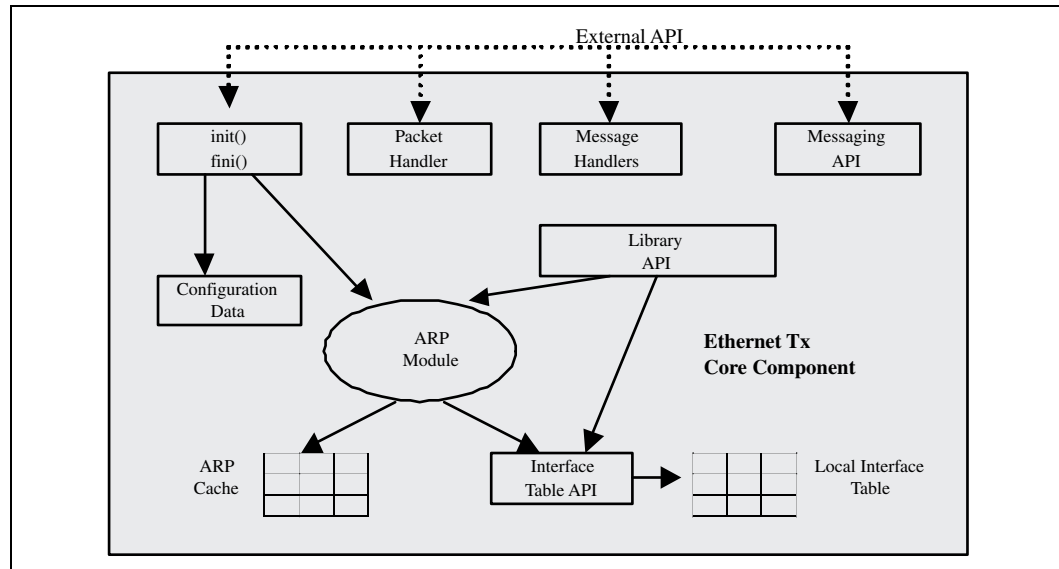 External API
init()
fini()
Packet
Handler
Message
Handlers
Messaging
API
Library
API
Configuration
Data
ARP
Module
Ethernet Tx
Core Component
ARP
Cache
Interface
Table API
Local Interface
Table